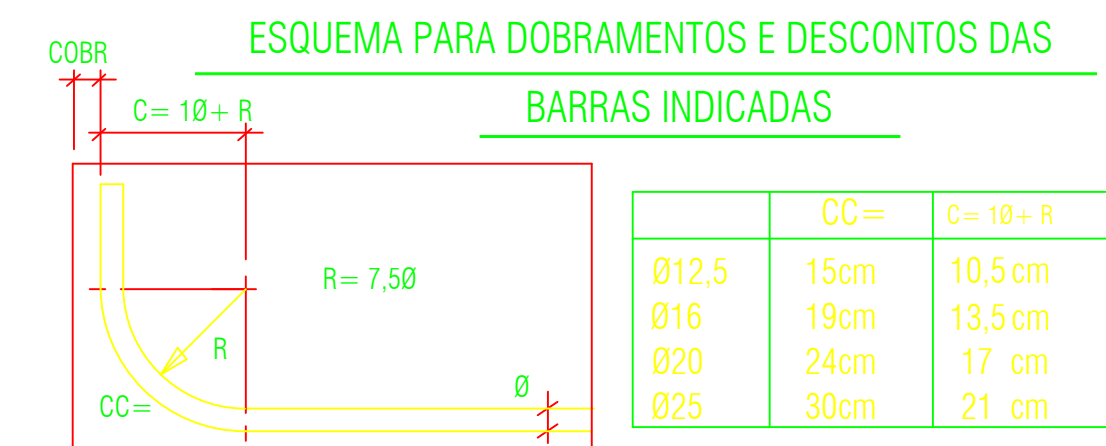 ESQUEMA PARA DOBRAMENTOS E DESCONTOS DAS
BARRAS INDICADAS
COBR
C= 1Ø+ R
R= 7,5Ø
R
CC=
Ø
CC= C= 1Ø+ R
Ø12,5 15cm 10,5 cm
Ø16 19cm 13,5 cm
Ø20 24cm 17 cm
Ø25 30cm 21 cm